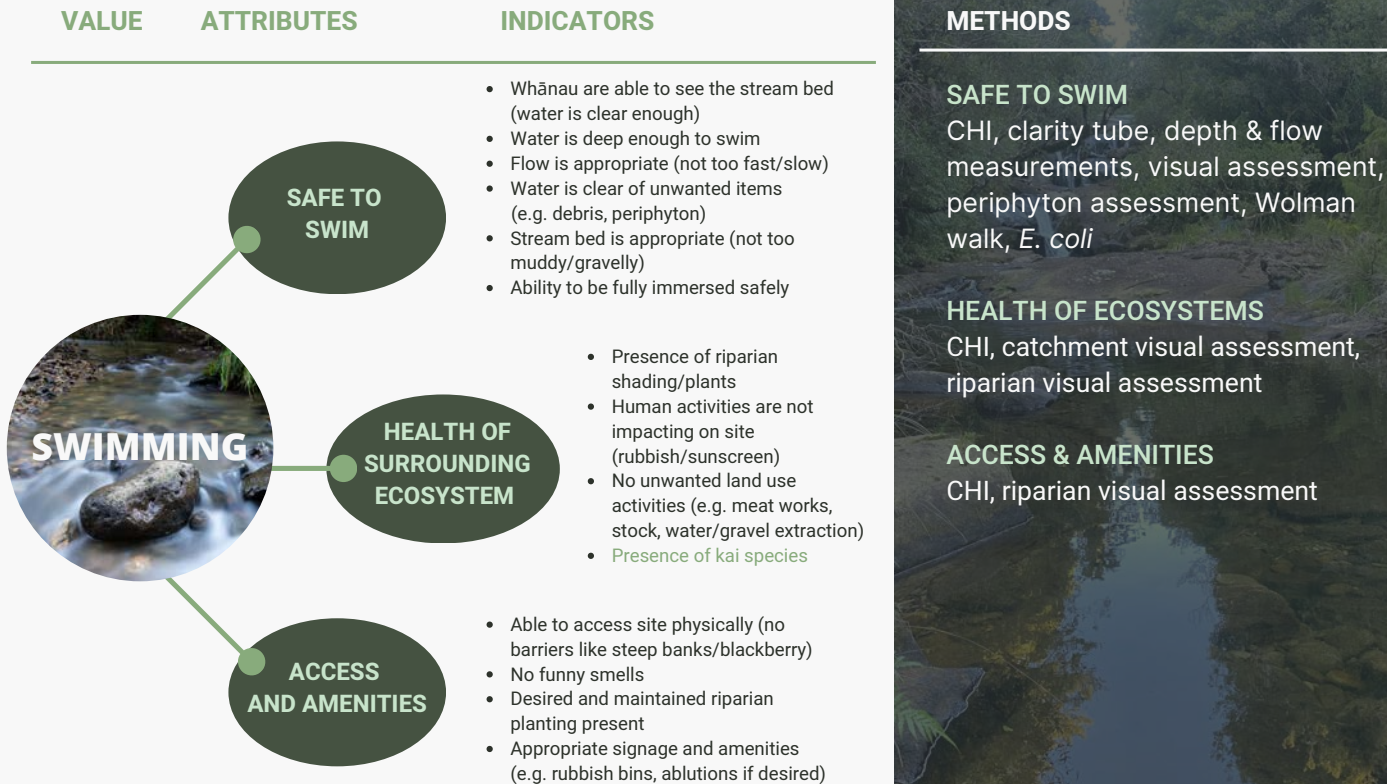 VALUE
ATTRIBUTES
INDICATORS
SWIMMING
SAFE TO
SWIM
• Whānau are able to see the stream bed
(water is clear enough)
• Water is deep enough to swim
• Flow is appropriate (not too fast/slow)
• Water is clear of unwanted items
(e.g. debris, periphyton)
• Stream bed is appropriate (not too
muddy/gravelly)
• Ability to be fully immersed safely
HEALTH OF
SURROUNDING
ECOSYSTEM
• Presence of riparian
shading/plants
• Human activities are not
impacting on site
(rubbish/sunscreen)
• No unwanted land use
activities (e.g. meat works,
stock, water/gravel extraction)
• Presence of kai species
ACCESS
AND AMENITIES
• Able to access site physically (no
barriers like steep banks/blackberry)
• No funny smells
• Desired and maintained riparian
planting present
• Appropriate signage and amenities
(e.g. rubbish bins, ablutions if desired)
METHODS
SAFE TO SWIM
CHI, clarity tube, depth & flow
measurements, visual assessment,
periphyton assessment, Wolman
walk, E. coli
HEALTH OF ECOSYSTEMS
CHI, catchment visual assessment,
riparian visual assessment
ACCESS & AMENITIES
CHI, riparian visual assessment